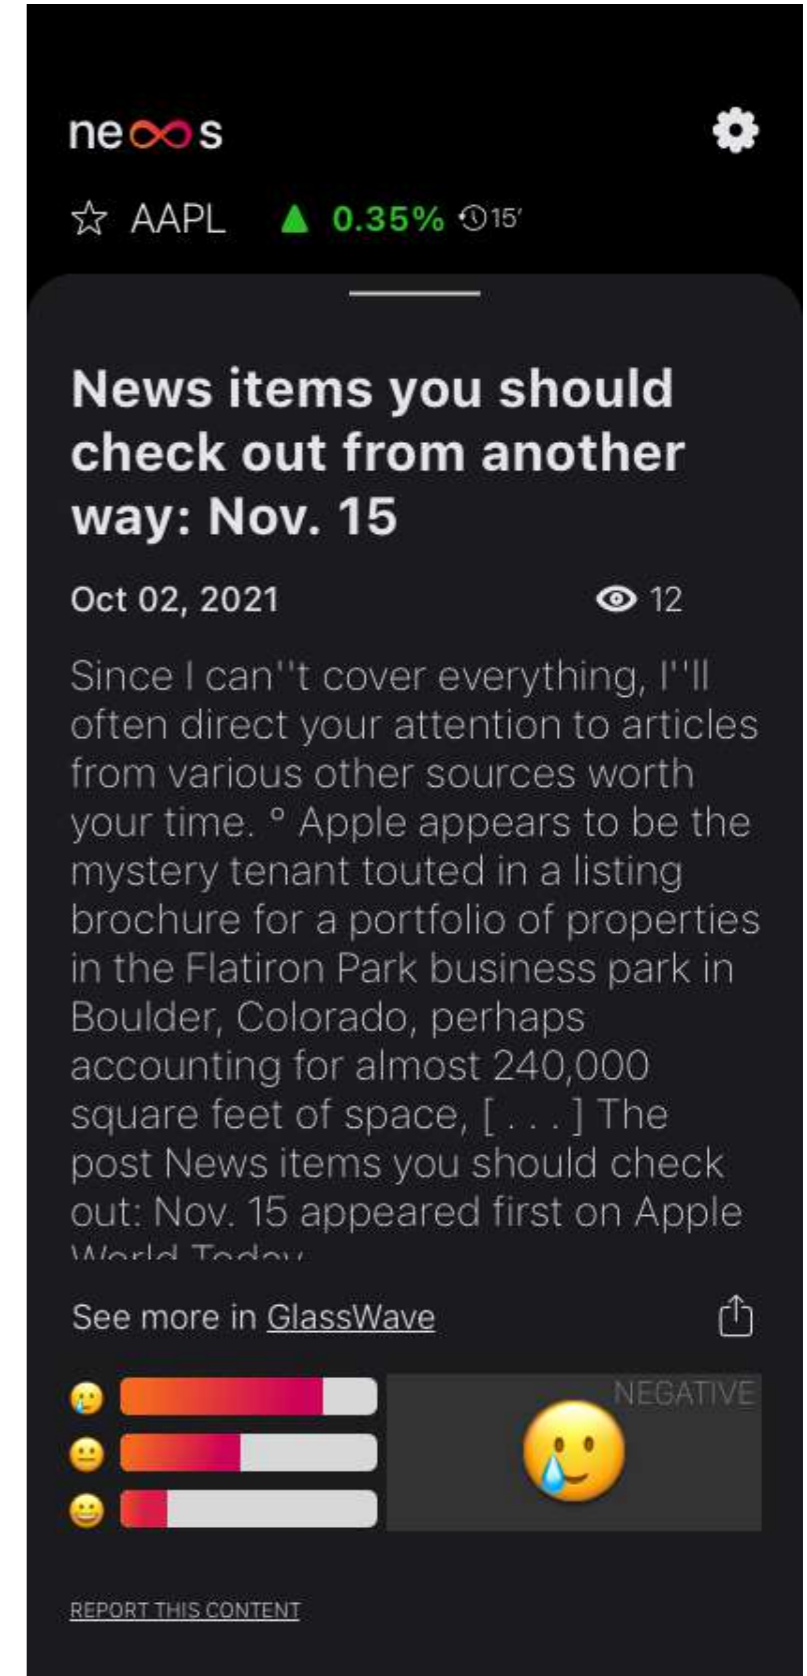 ne∞s
AAPL ▲ 0.35% 15'
News items you should
check out from another
way: Nov. 15
Oct 02, 2021 12
Since I can''t cover everything, I''ll
often direct your attention to articles
from various other sources worth
your time. ° Apple appears to be the
mystery tenant touted in a listing
brochure for a portfolio of properties
in the Flatiron Park business park in
Boulder, Colorado, perhaps
accounting for almost 240,000
square feet of space, [ . . . ] The
post News items you should check
out: Nov. 15 appeared first on Apple
World Today
See more in GlassWave
NEGATIVE
REPORT THIS CONTENT